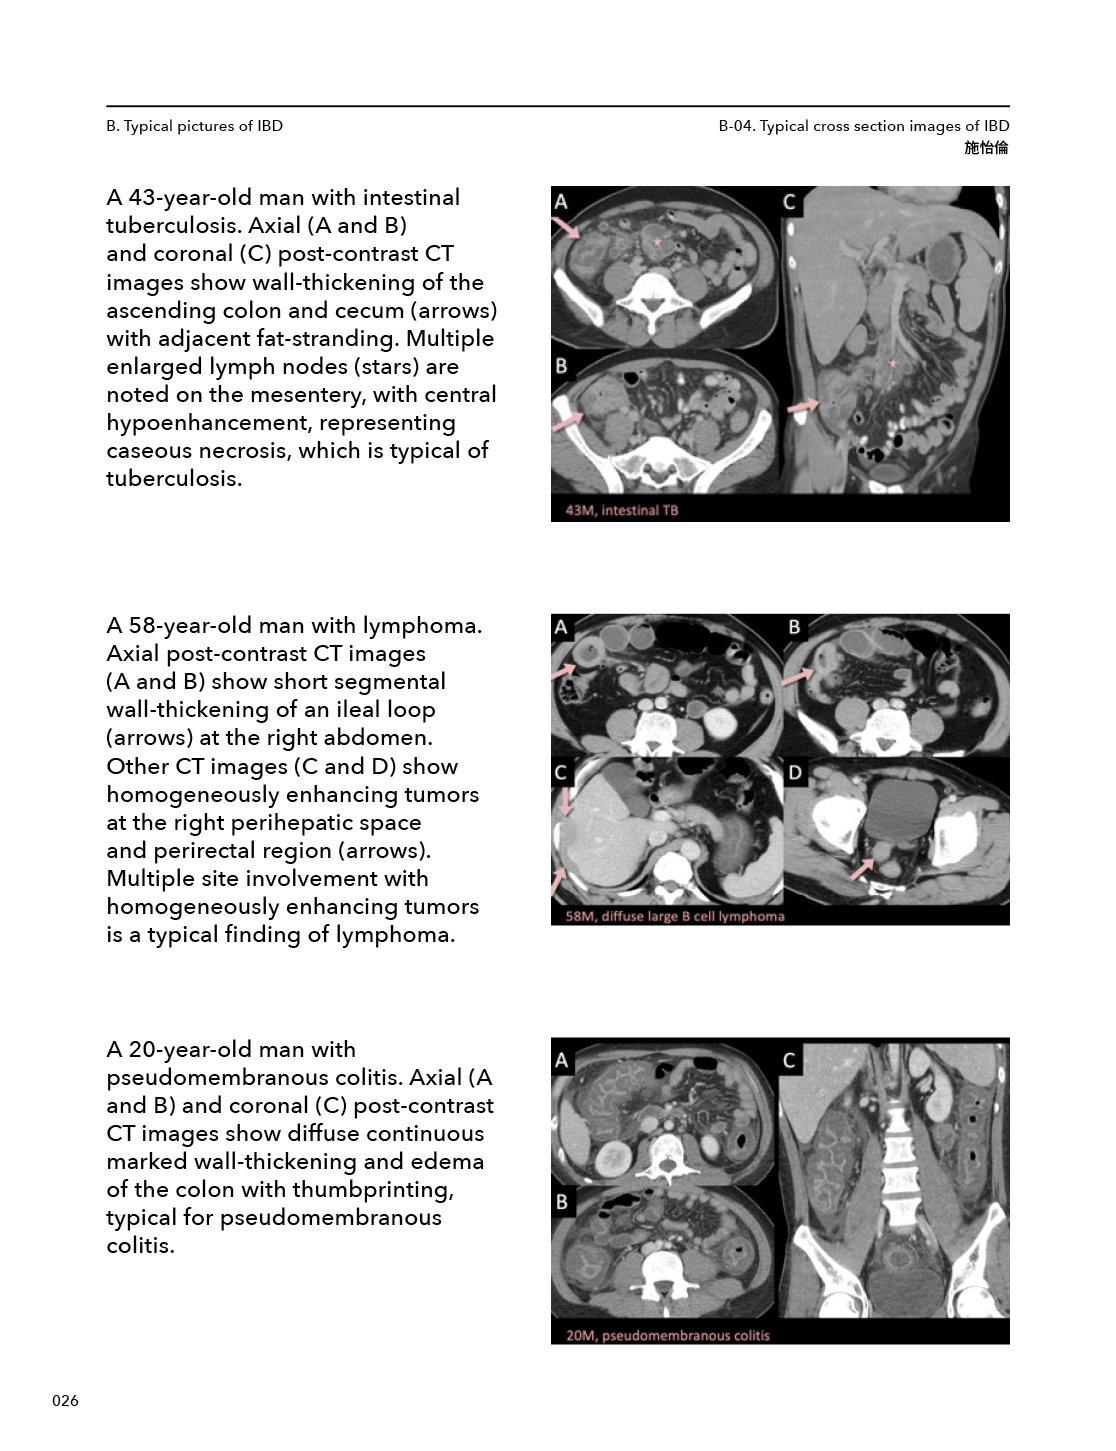 B. Typical pictures of IBD
B-04. Typical cross section images of IBD
施怡倫
A 43-year-old man with intestinal
tuberculosis. Axial (A and B)
and coronal (C) post-contrast CT
images show wall-thickening of the
ascending colon and cecum (arrows)
with adjacent fat-stranding. Multiple
enlarged lymph nodes (stars) are
noted on the mesentery, with central
hypoenhancement, representing
caseous necrosis, which is typical of
tuberculosis.
A
C
B
43M, intestinal TB
A 58-year-old man with lymphoma.
Axial post-contrast CT images
(A and B) show short segmental
wall-thickening of an ileal loop
(arrows) at the right abdomen.
Other CT images (C and D) show
homogeneously enhancing tumors
at the right perihepatic space
and perirectal region (arrows).
Multiple site involvement with
homogeneously enhancing tumors
is a typical finding of lymphoma.
A
B
C
D
58M, diffuse large B cell lymphoma
A 20-year-old man with
pseudomembranous colitis. Axial (A
and B) and coronal (C) post-contrast
CT images show diffuse continuous
marked wall-thickening and edema
of the colon with thumbprinting,
typical for pseudomembranous
colitis.
A
C
B
20M, pseudomembranous colitis
026